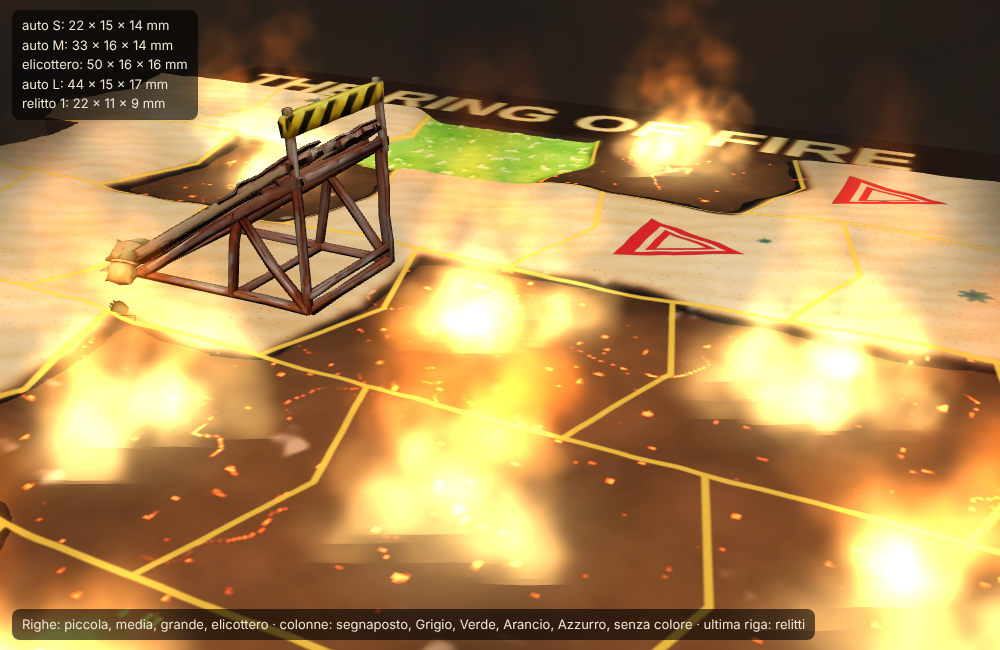 auto S: 22 × 15 × 14 mm
auto M: 33 × 16 × 14 mm
elicottero: 50 × 16 × 16 mm
auto L: 44 × 15 × 17 mm
relitto 1: 22 × 11 × 9 mm
THE RING OF FIRE
Righe: piccola, media, grande, elicottero · colonne: segnaposto, Grigio, Verde, Arancio, Azzurro, senza colore · ultima riga: relitti